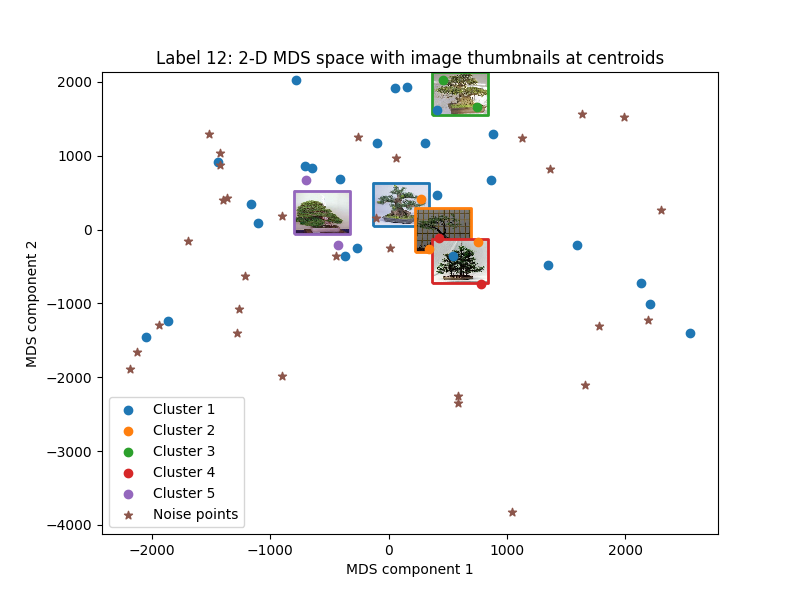 Label 12: 2-D MDS space with image thumbnails at centroids
2000
1000
0
−1000
−2000
−3000
−4000
MDS component 2
Cluster 1
Cluster 2
Cluster 3
Cluster 4
Cluster 5
Noise points
−2000 −1000 0 1000 2000
MDS component 1